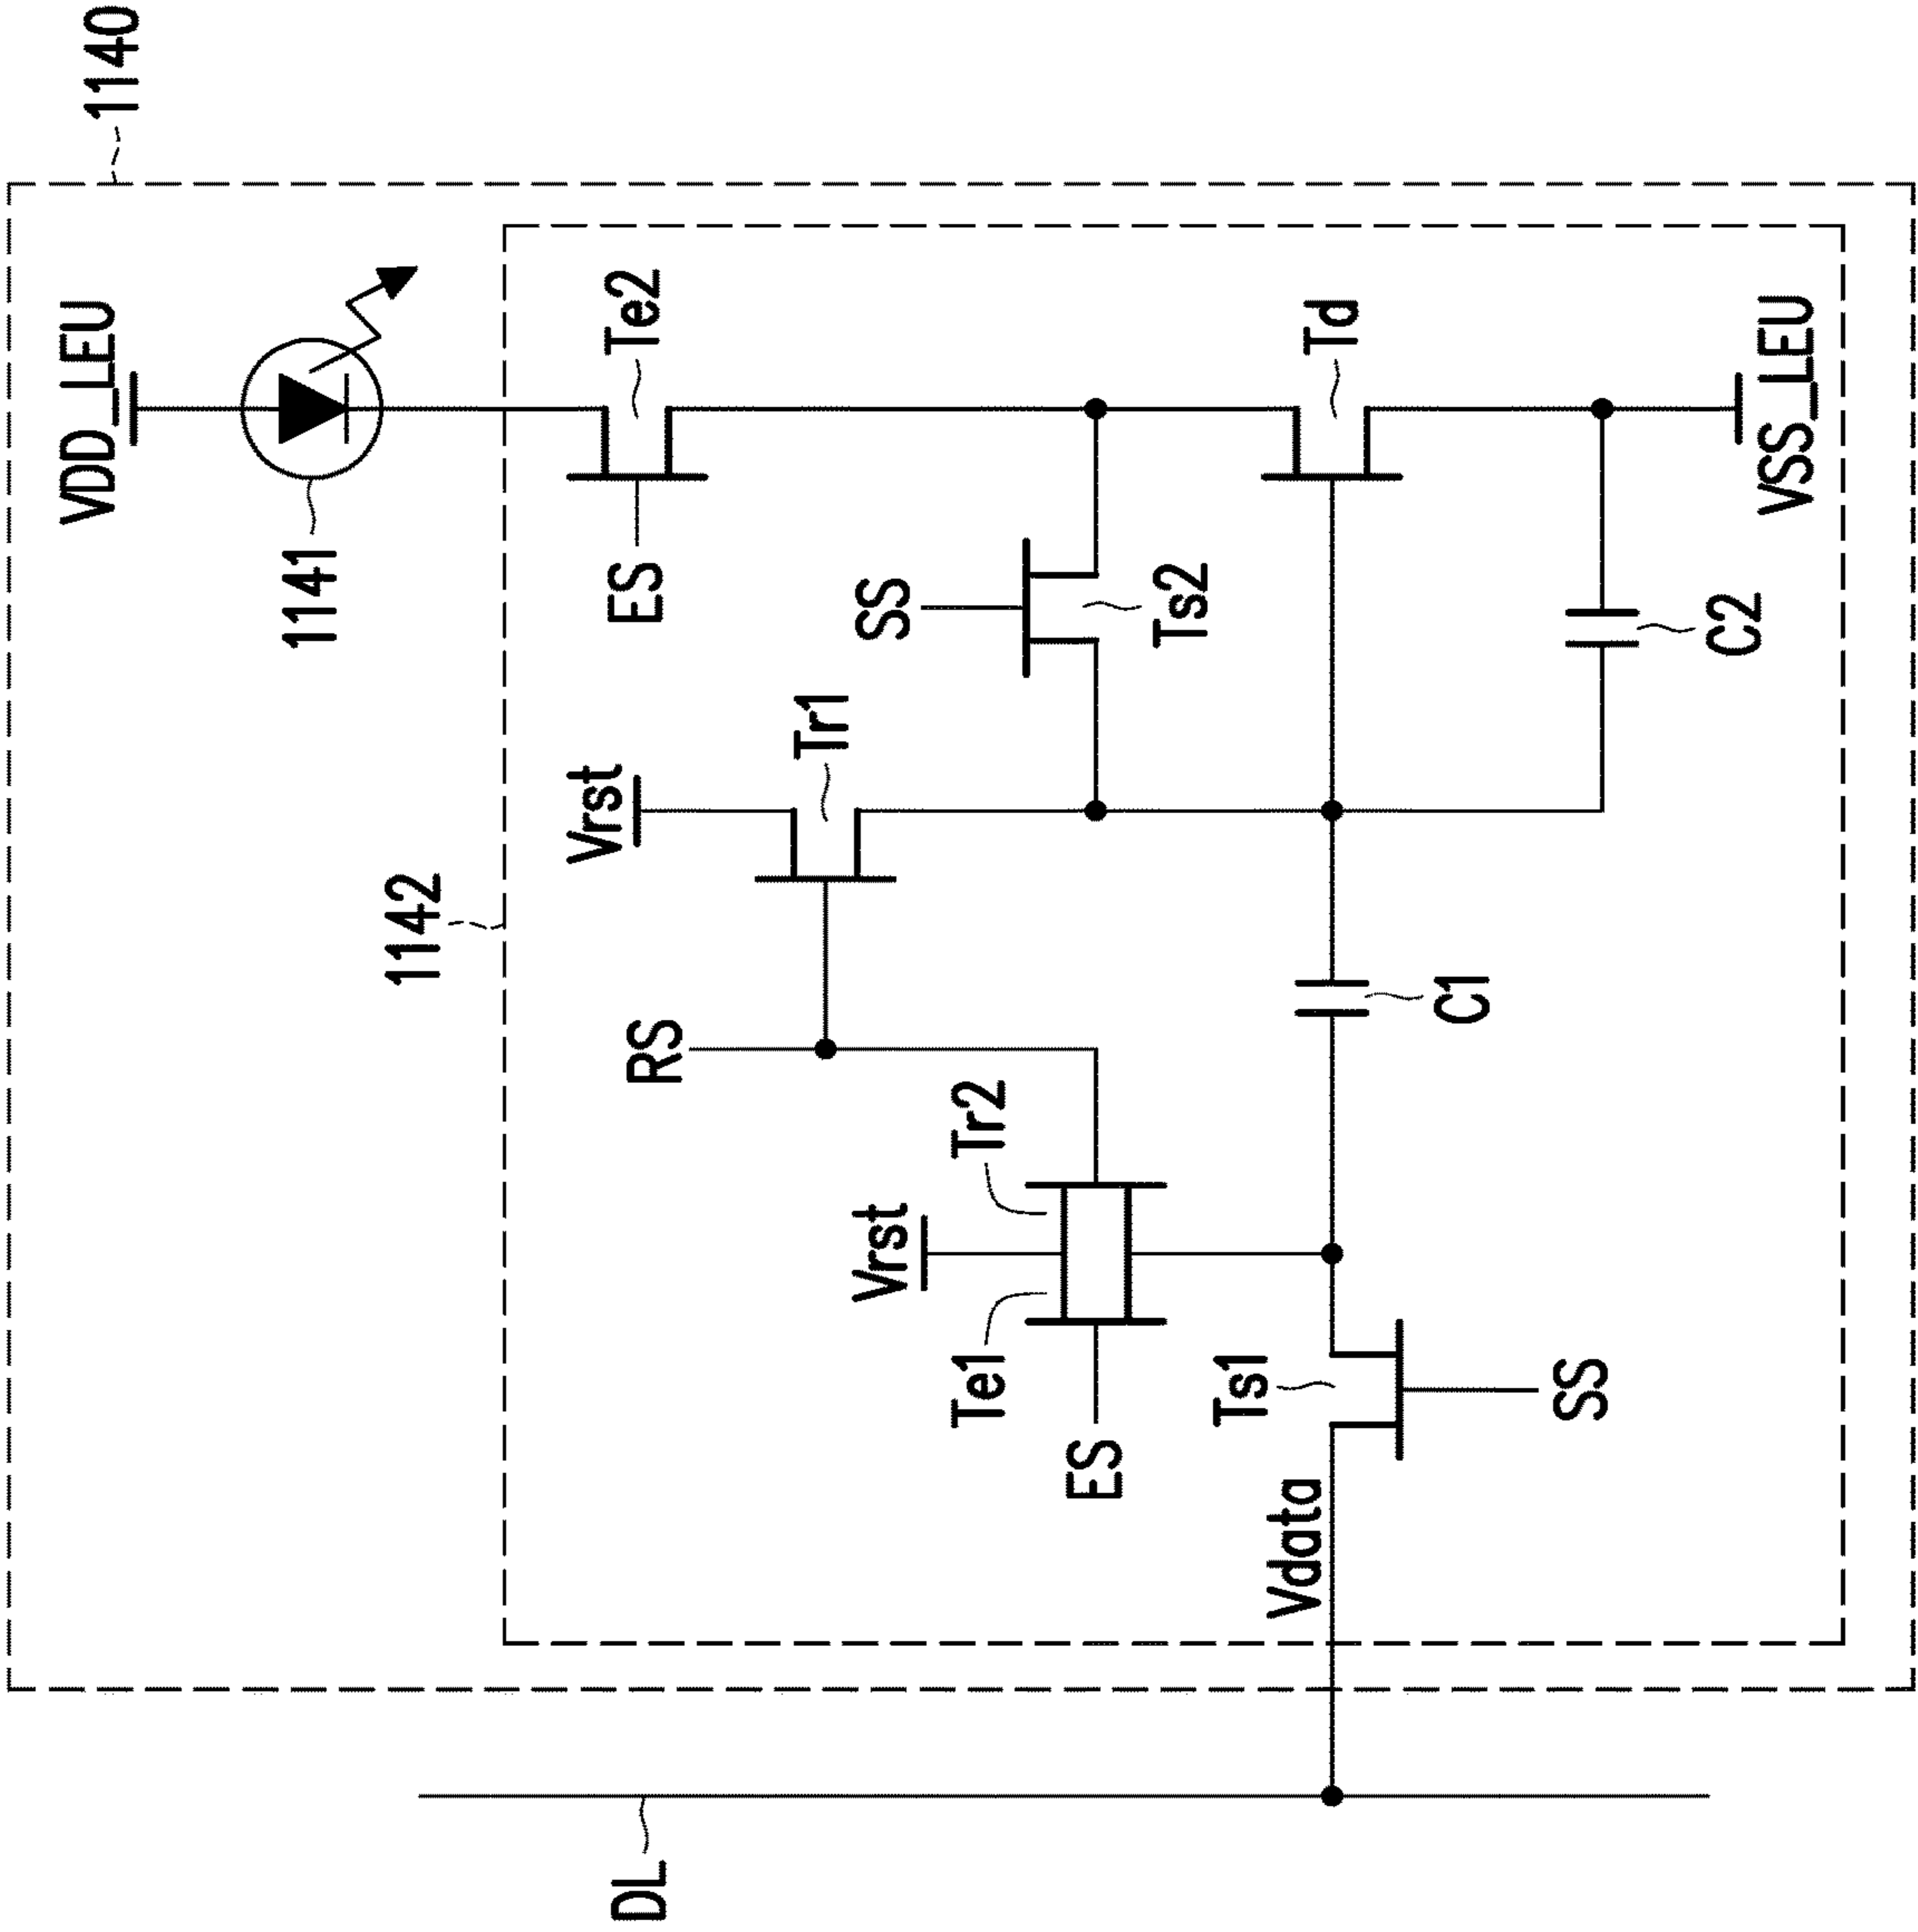 1140
VDD_LEU
1141
Te2
ES
SS
Ts2
Td
VSS_LEU
C2
Vrst
Tr1
1142
RS
Tr2
Vrst
Te1
ES
C1
Ts1
SS
Vdata
DL